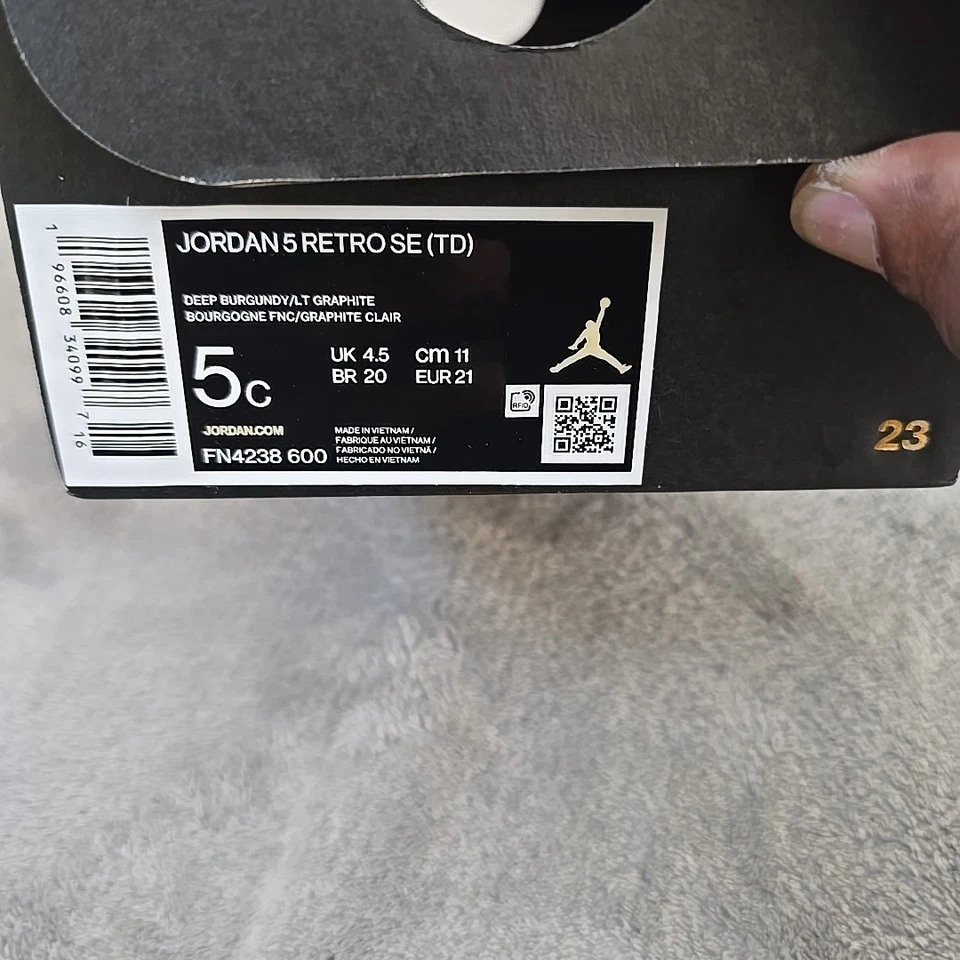 JORDAN 5 RETRO SE (TD)
DEEP BURGUNDY/LT GRAPHITE
BOURGOGNE FNC/GRAPHITE CLAIR
5c
UK 4.5 cm 11
BR 20 EUR 21
RFID
JORDAN.COM
FN4238 600
MADE IN VIETNAM /
FABRIQUE AU VIETNAM /
FABRICADO NO VIETNÃ /
HECHO EN VIETNAM
1 96608 34099 7 16
23